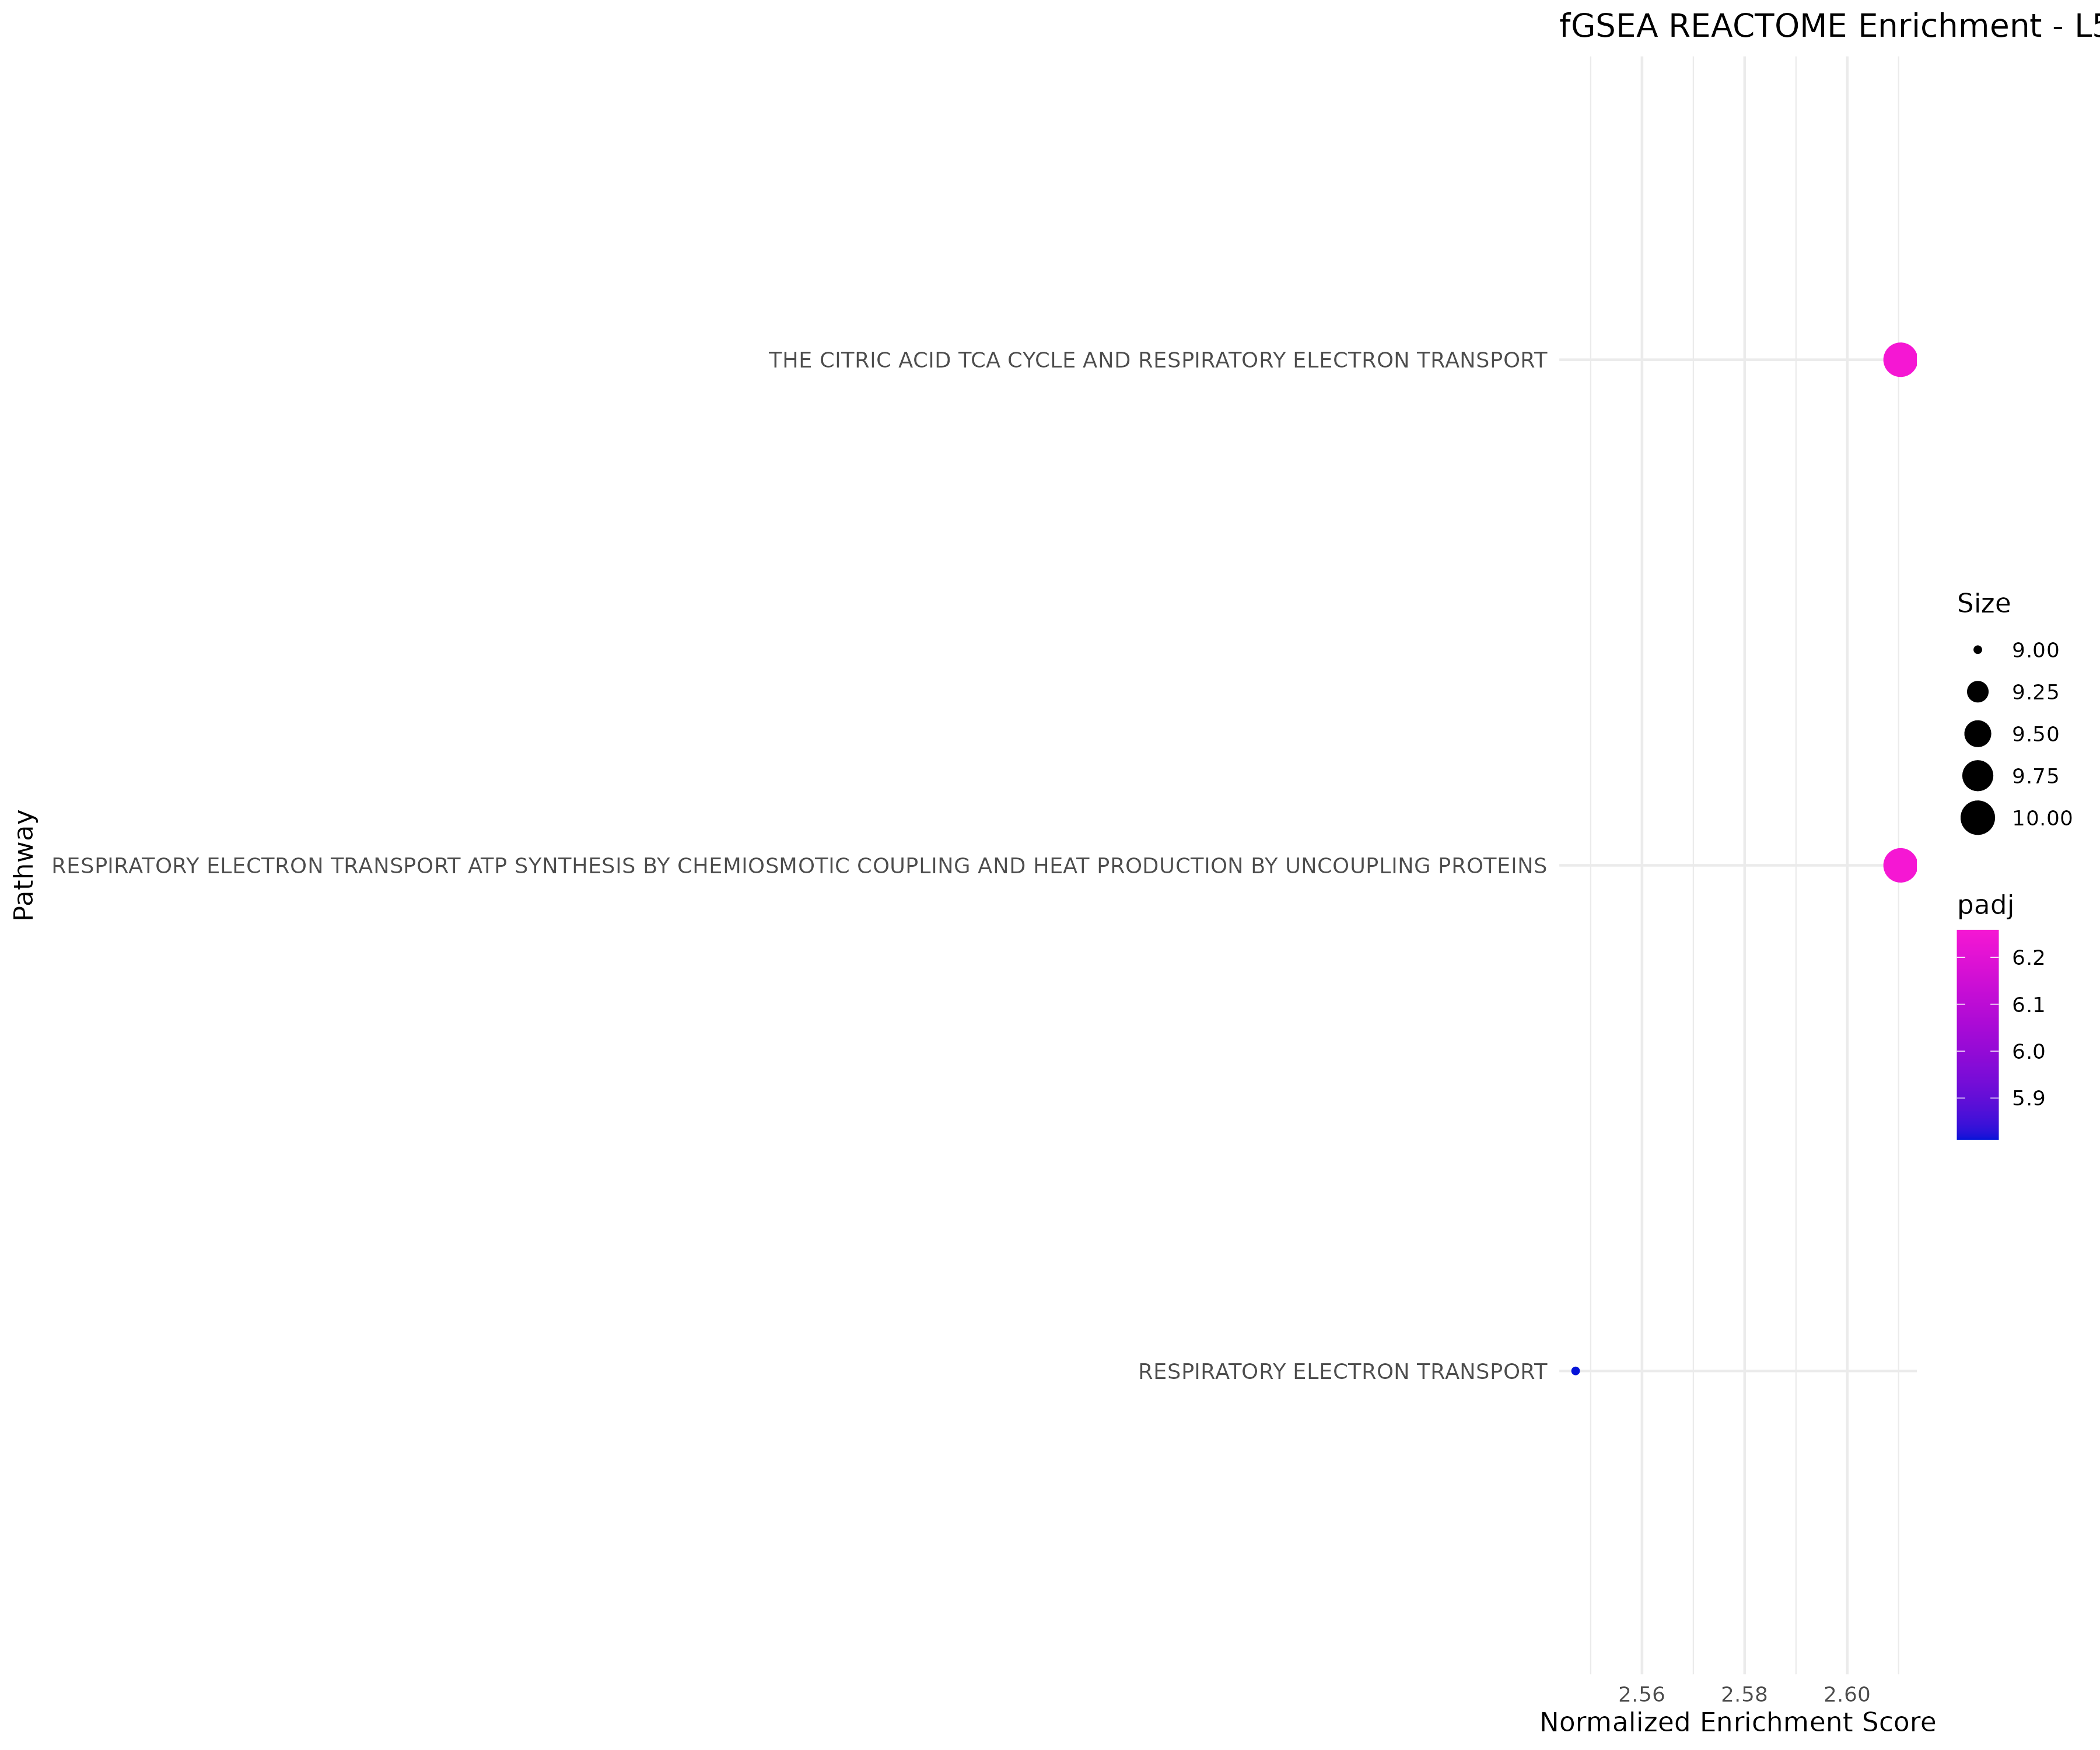 fGSEA REACTOME Enrichment - L5
THE CITRIC ACID TCA CYCLE AND RESPIRATORY ELECTRON TRANSPORT
RESPIRATORY ELECTRON TRANSPORT ATP SYNTHESIS BY CHEMIOSMOTIC COUPLING AND HEAT PRODUCTION BY UNCOUPLING PROTEINS
RESPIRATORY ELECTRON TRANSPORT
Pathway
2.56 2.58 2.60
Normalized Enrichment Score
Size
9.00
9.25
9.50
9.75
10.00
padj
6.2
6.1
6.0
5.9